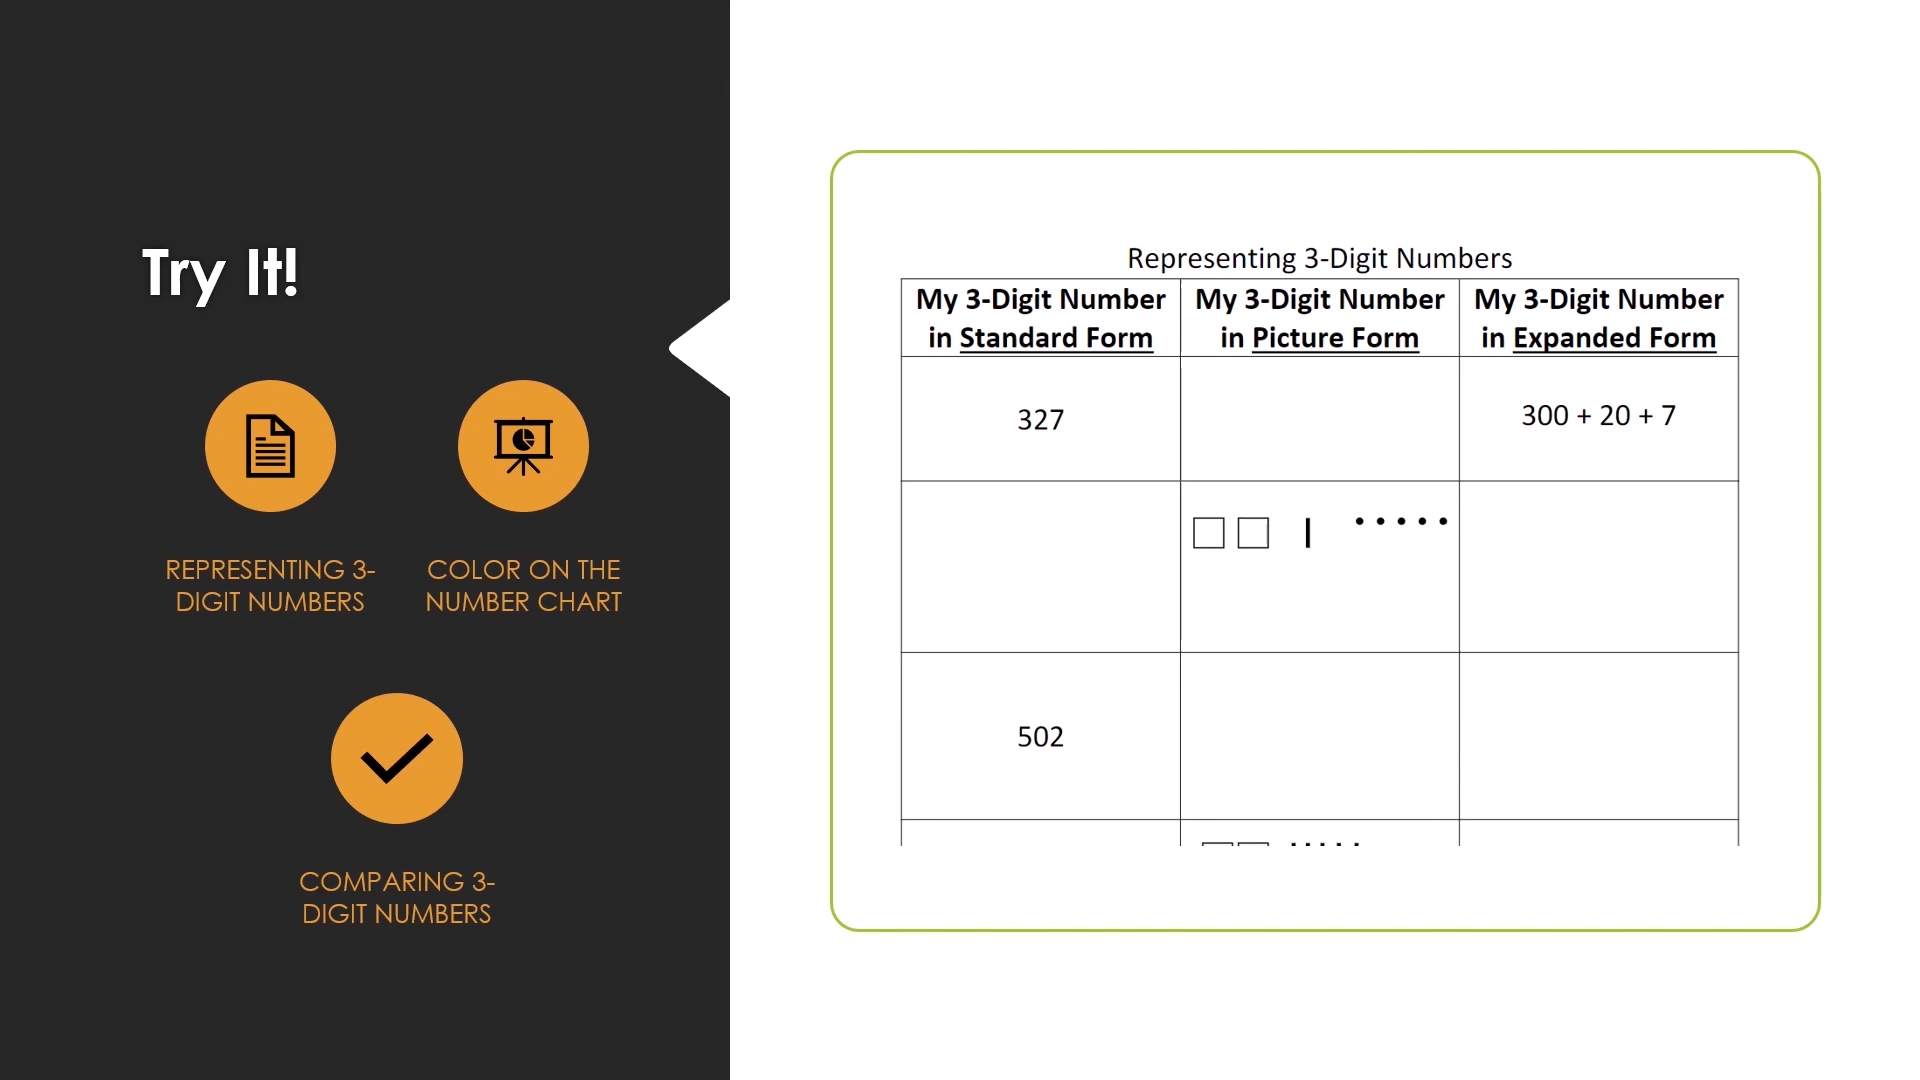 Try It!
REPRESENTING 3-
DIGIT NUMBERS
COLOR ON THE
NUMBER CHART
COMPARING 3-
DIGIT NUMBERS
Representing 3-Digit Numbers
My 3-Digit Number
in Standard Form
My 3-Digit Number
in Picture Form
My 3-Digit Number
in Expanded Form
327
300 + 20 + 7
502